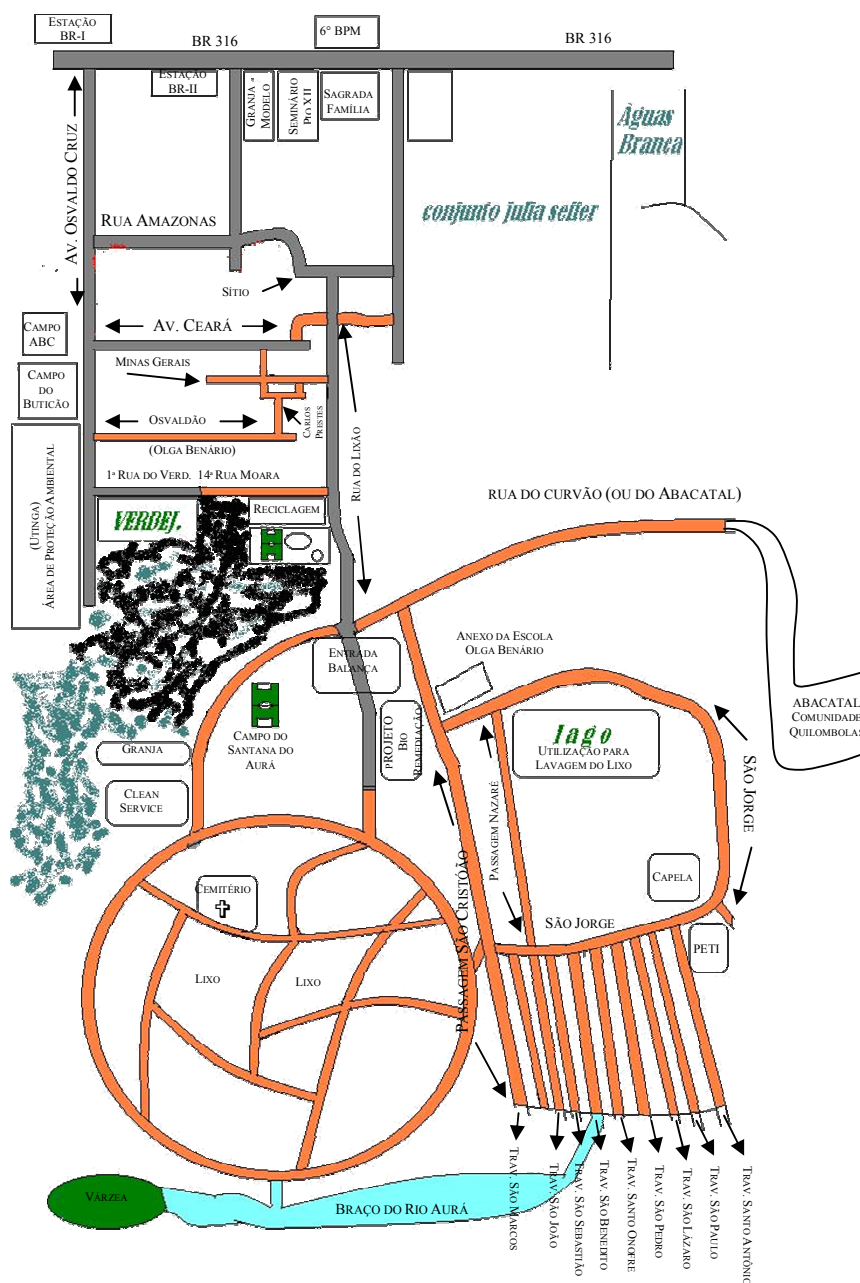 ESTAÇÃO
BR-I
BR 316
6° BPM
BR 316
ESTAÇÃO
BR-II
GRANJA
MODELO
SEMINÁRIO
PIO XII
SAGRADA
FAMÍLIA
Àguas
Branca
AV. OSVALDO CRUZ
conjunto julia seffer
RUA AMAZONAS
SÍTIO
CAMPO
ABC
AV. CEARÁ
MINAS GERAIS
CAMPO
DO
BUTICÃO
OSVALDÃO
CARLOS
PRESTES
(OLGA BENÁRIO)
RUA DO LIXÃO
1ª RUA DO VERD. 14ª RUA MOARA
(UTINGA)
ÁREA DE PROTEÇÃO AMBIENTAL
VERDEJ.
RECICLAGEM
RUA DO CURVÃO (OU DO ABACATAL)
ENTRADA
BALANÇA
ANEXO DA ESCOLA
OLGA BENÁRIO
ABACATAL
COMUNIDADE
QUILOMBOLAS
CAMPO DO
SANTANA DO
AURÁ
PROJETO
BIO
REMEDIAÇÃO
lago
UTILIZAÇÃO PARA
LAVAGEM DO LIXO
GRANJA
CLEAN
SERVICE
PASSAGEM NAZARÉ
SÃO JORGE
CEMITÉRIO
PASSAGEM SÃO CRISTÓÃO
CAPELA
SÃO JORGE
PETI
LIXO
LIXO
VÁRZEA
BRAÇO DO RIO AURÁ
TRAV. SÃO MARCOS
TRAV. SÃO JOÃO
TRAV. SÃO SEBASTIÃO
TRAV. SÃO BENEDITO
TRAV. SANTO ONOFRE
TRAV. SÃO PEDRO
TRAV. SÃO LÁZARO
TRAV. SÃO PAULO
TRAV. SANTO ANTÔNIO